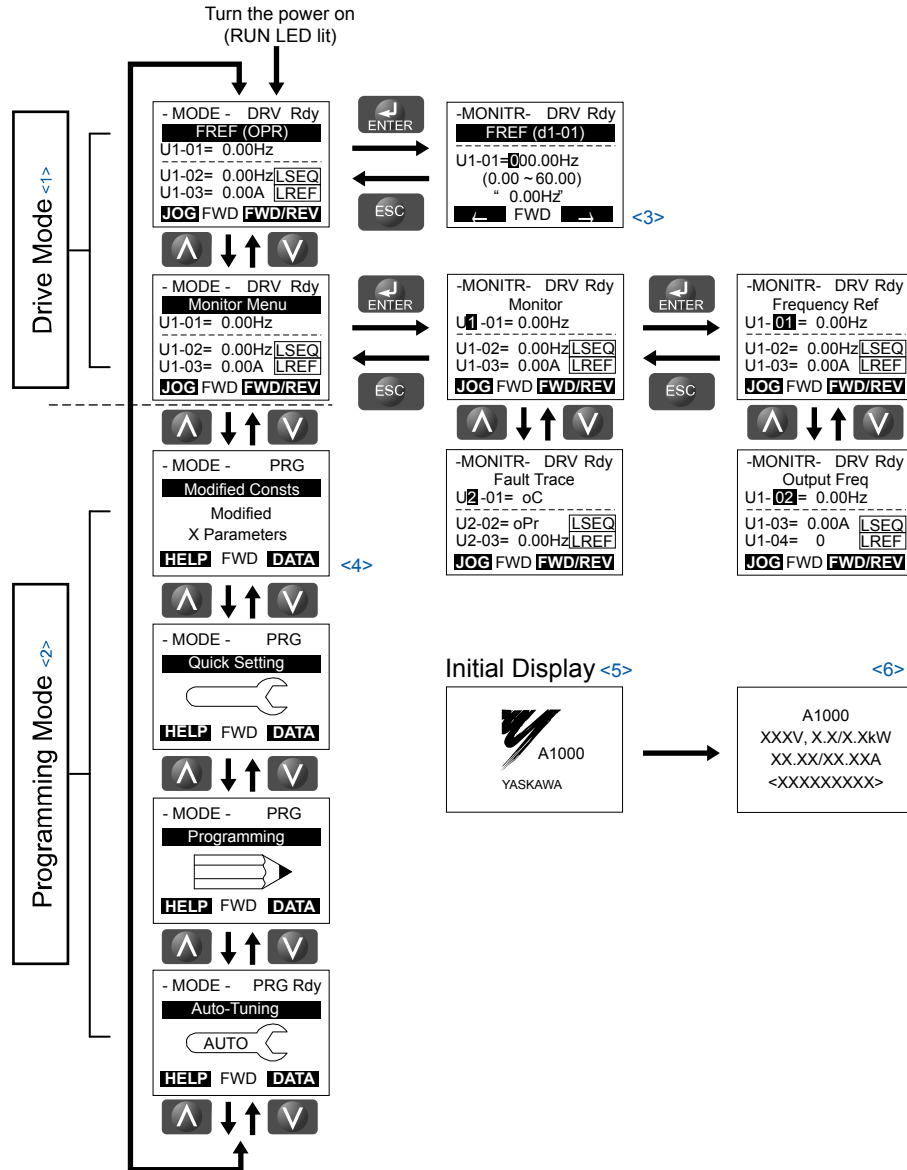 Turn the power on
(RUN LED lit)
Drive Mode <1>
- MODE - DRV Rdy
FREF (OPR)
U1-01= 0.00Hz
U1-02= 0.00Hz LSEQ
U1-03= 0.00A LREF
JOG FWD FWD/REV
ENTER
ESC
-MONITR- DRV Rdy
FREF (d1-01)
U1-01=000.00Hz
(0.00 ~ 60.00)
“ 0.00Hz”
← FWD →
<3>
- MODE - DRV Rdy
Monitor Menu
U1-01= 0.00Hz
U1-02= 0.00Hz LSEQ
U1-03= 0.00A LREF
JOG FWD FWD/REV
ENTER
ESC
-MONITR- DRV Rdy
Monitor
U1 -01= 0.00Hz
U1-02= 0.00Hz LSEQ
U1-03= 0.00A LREF
JOG FWD FWD/REV
ENTER
ESC
-MONITR- DRV Rdy
Frequency Ref
U1- 01 = 0.00Hz
U1-02= 0.00Hz LSEQ
U1-03= 0.00A LREF
JOG FWD FWD/REV
-MONITR- DRV Rdy
Fault Trace
U2 -01= oC
U2-02= oPr LSEQ
U2-03= 0.00Hz LREF
JOG FWD FWD/REV
-MONITR- DRV Rdy
Output Freq
U1- 02 = 0.00Hz
U1-03= 0.00A LSEQ
U1-04= 0 LREF
JOG FWD FWD/REV
Programming Mode <2>
- MODE - PRG
Modified Consts
Modified
X Parameters
HELP FWD DATA
<4>
- MODE - PRG
Quick Setting
HELP FWD DATA
- MODE - PRG
Programming
HELP FWD DATA
- MODE - PRG Rdy
Auto-Tuning
AUTO
HELP FWD DATA
Initial Display <5>
A1000
YASKAWA
<6>
A1000
XXXV, X.X/X.XkW
XX.XX/XX.XXA
<XXXXXXXXX>